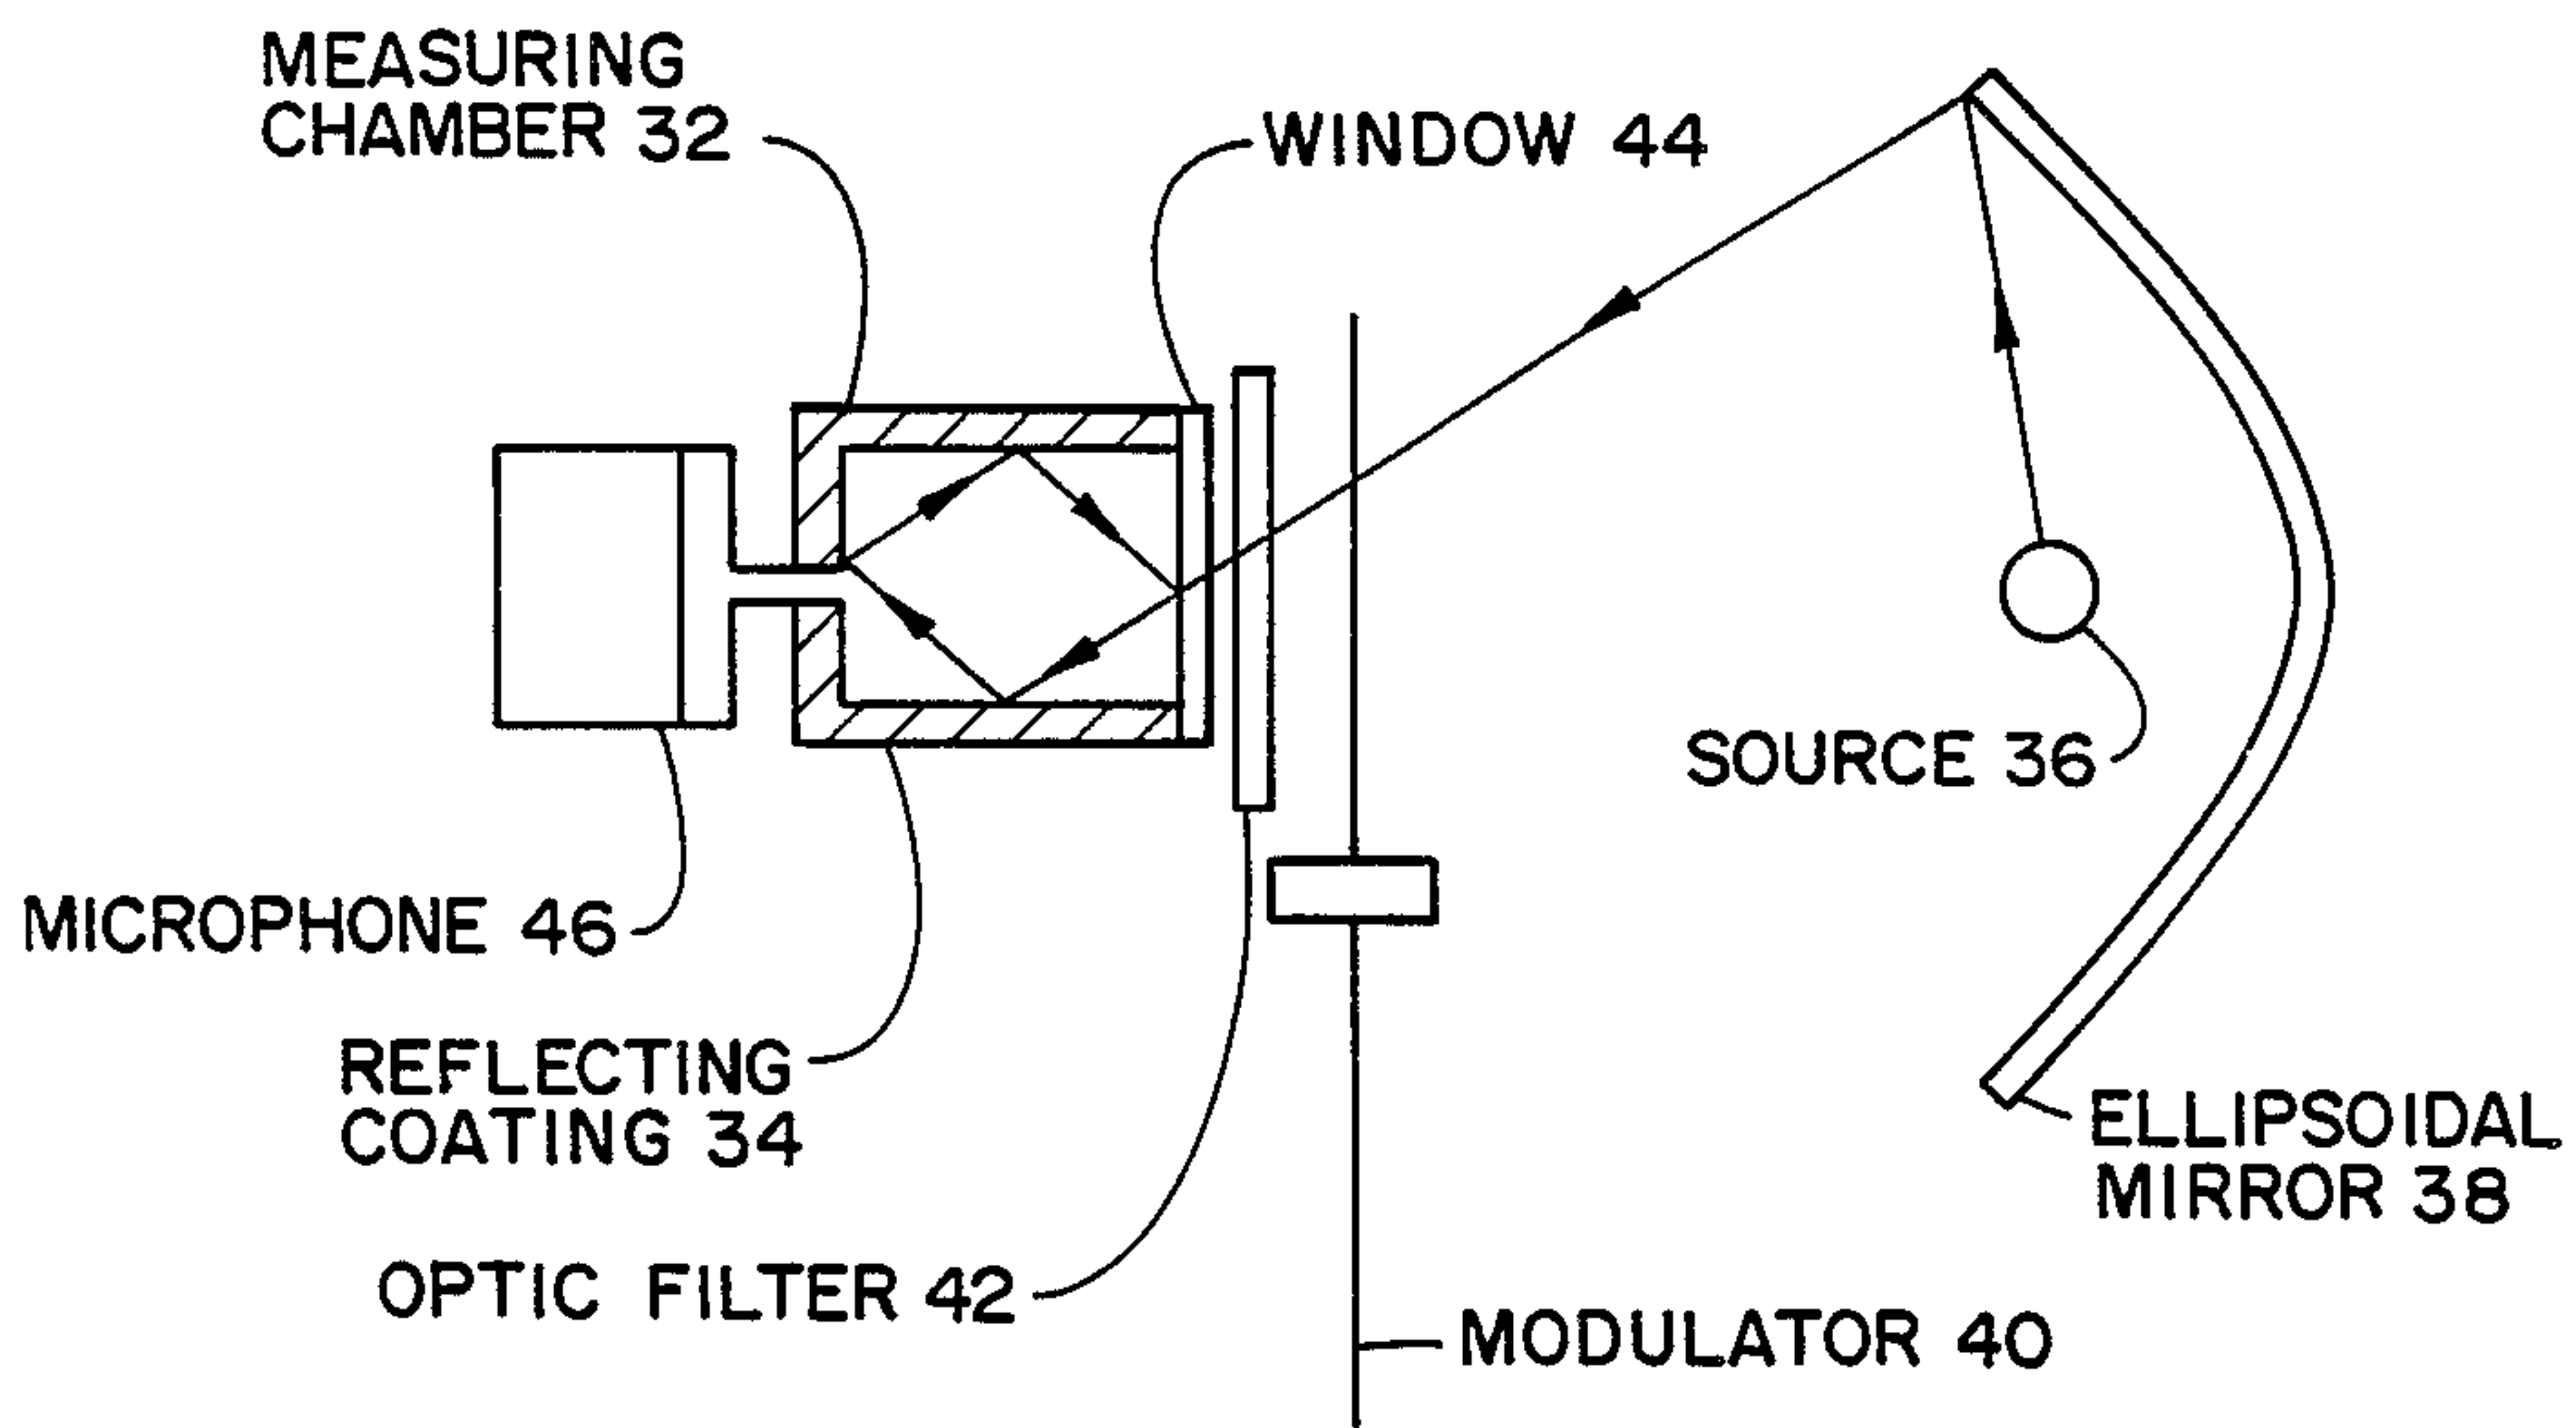 MEASURING
CHAMBER 32
WINDOW 44
SOURCE 36
MICROPHONE 46
REFLECTING
COATING 34
ELLIPSOIDAL
MIRROR 38
OPTIC FILTER 42
MODULATOR 40